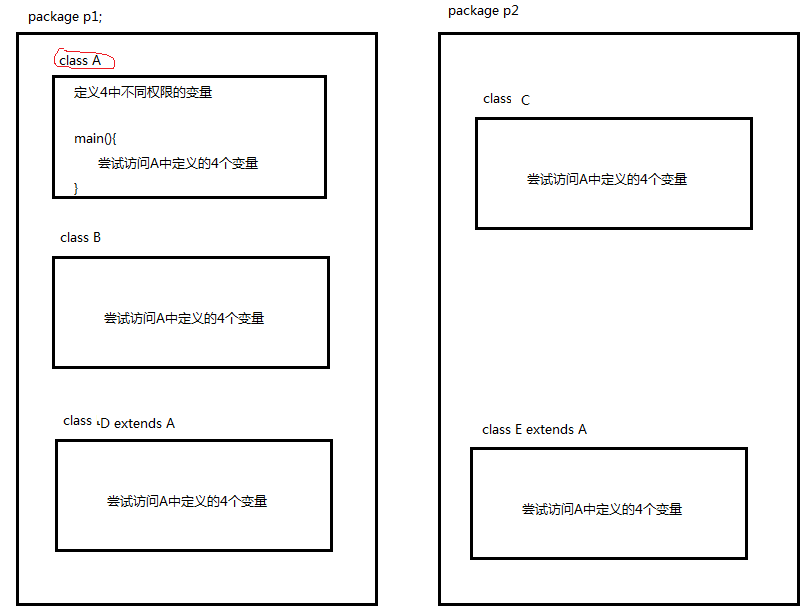 package p1;
class A
定义4中不同权限的变量
main(){
尝试访问A中定义的4个变量
}
class B
尝试访问A中定义的4个变量
class D extends A
尝试访问A中定义的4个变量
package p2
class C
尝试访问A中定义的4个变量
class E extends A
尝试访问A中定义的4个变量